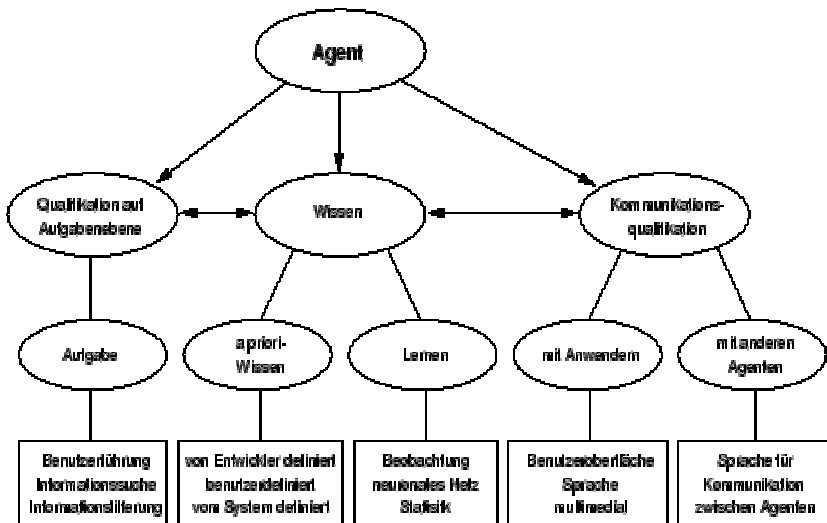 Agent
Qualifikation auf
Aufgabenebene
Wissen
Kommunikations-
qualifikation
Aufgabe
a priori-
Wissen
Lernen
mit Anwendern
mit anderen
Agenten
Benutzerführung
Informationssuche
Informationsfilterung
von Entwickler definiert
benutzerdefiniert
vom System definiert
Beobachtung
neuronales Netz
Statistik
Benutzeroberfläche
Sprache
multimedial
Sprache für
Kommunikation
zwischen Agenten